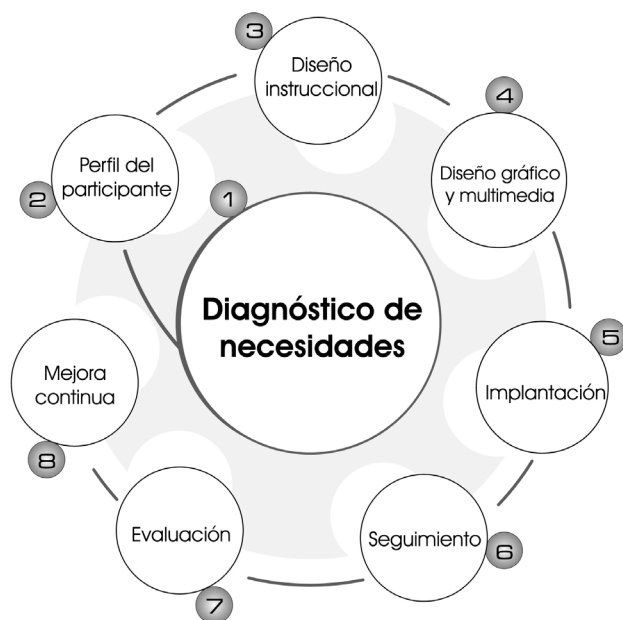 1
Diagnóstico de
necesidades
2
Perfil del
participante
3
Diseño
instruccional
4
Diseño gráfico
y multimedia
5
Implantación
6
Seguimiento
7
Evaluación
8
Mejora
continua